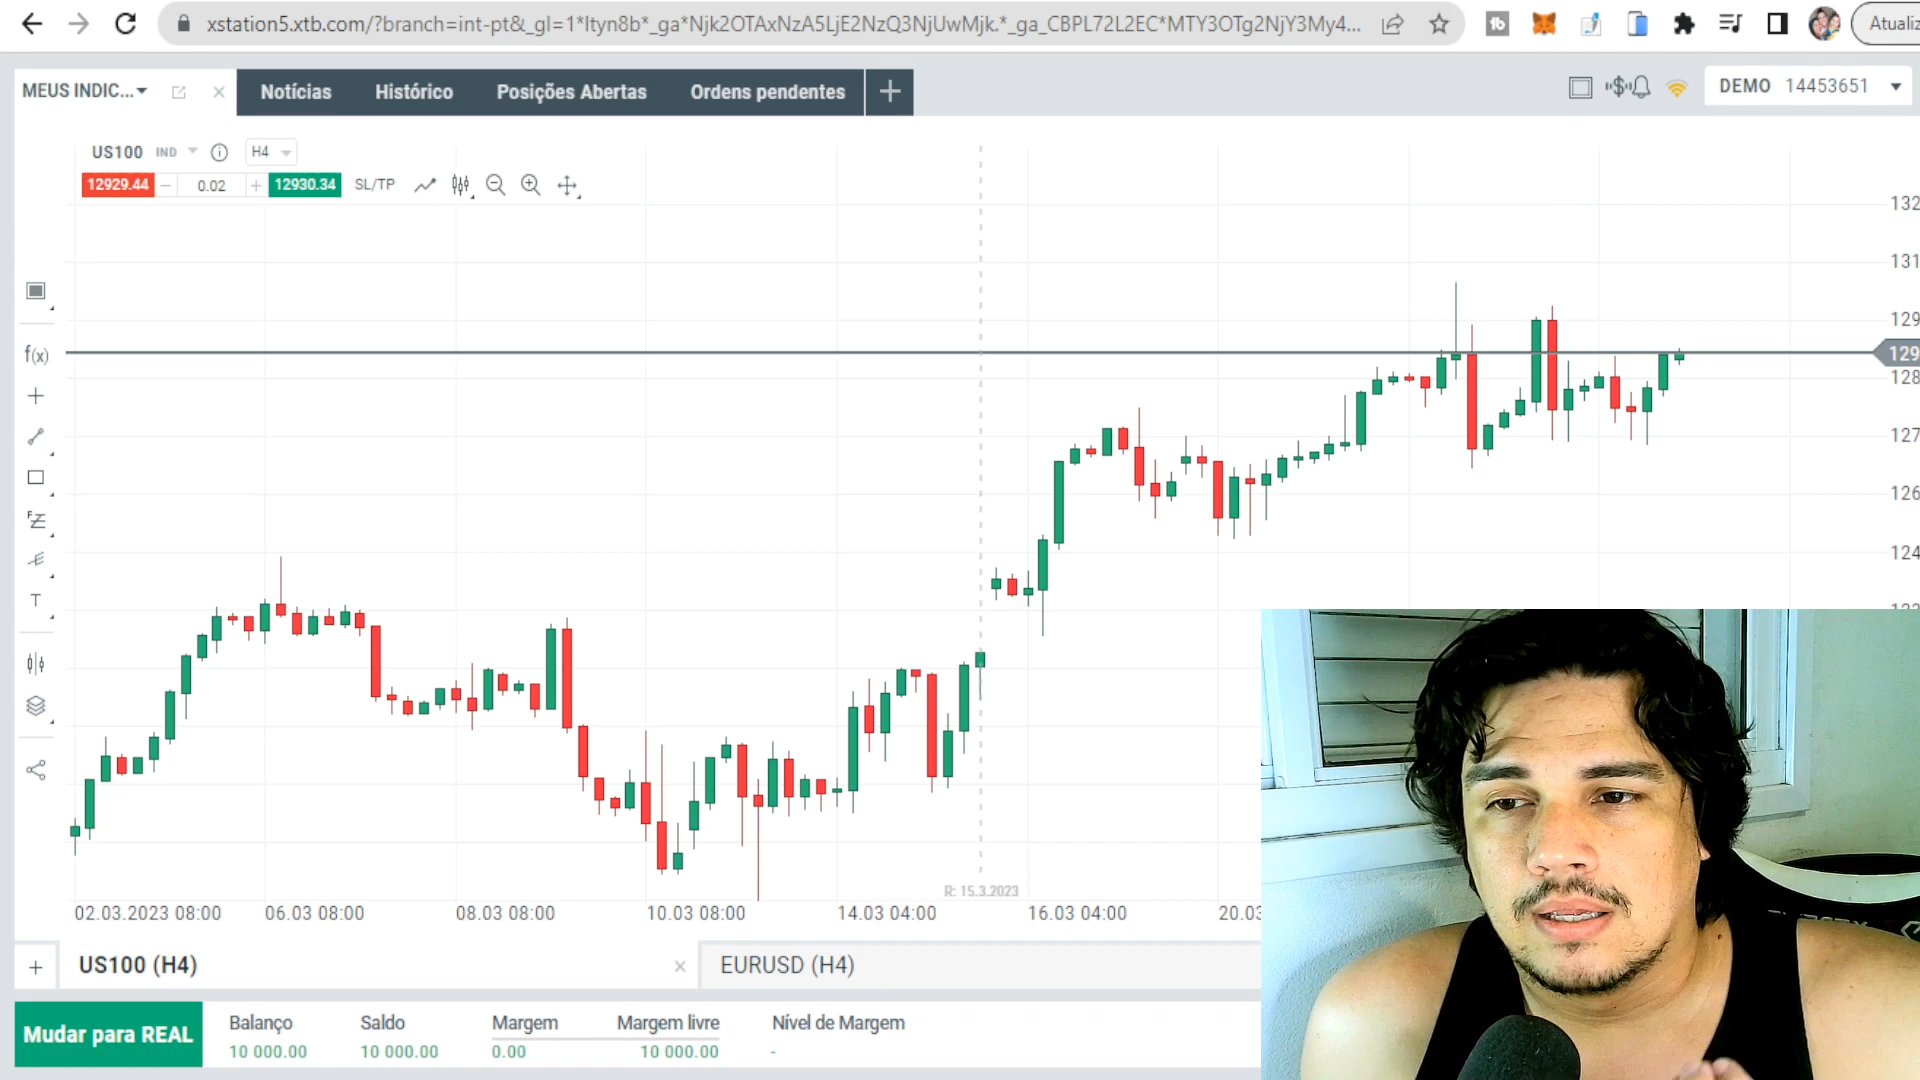 xstation5.xtb.com/?branch=int-pt&_gl=1*ltyn8b*_ga*Njk2OTAxNzA5LjE2NzQ3NjUwMjk.*_ga_CBPL72L2EC*MTY3OTg2NjY3My4...
Atualiz
MEUS INDIC...
Notícias
Histórico
Posições Abertas
Ordens pendentes
DEMO 14453651
US100 IND H4
12929.44
0.02
12930.34
SL/TP
132
131
129
129
128
127
126
124
f(x)
F
T
R: 15.3.2023
02.03.2023 08:00
06.03 08:00
08.03 08:00
10.03 08:00
14.03 04:00
16.03 04:00
20.03
US100 (H4)
EURUSD (H4)
Mudar para REAL
Balanço
10 000.00
Saldo
10 000.00
Margem
0.00
Margem livre
10 000.00
Nível de Margem
-